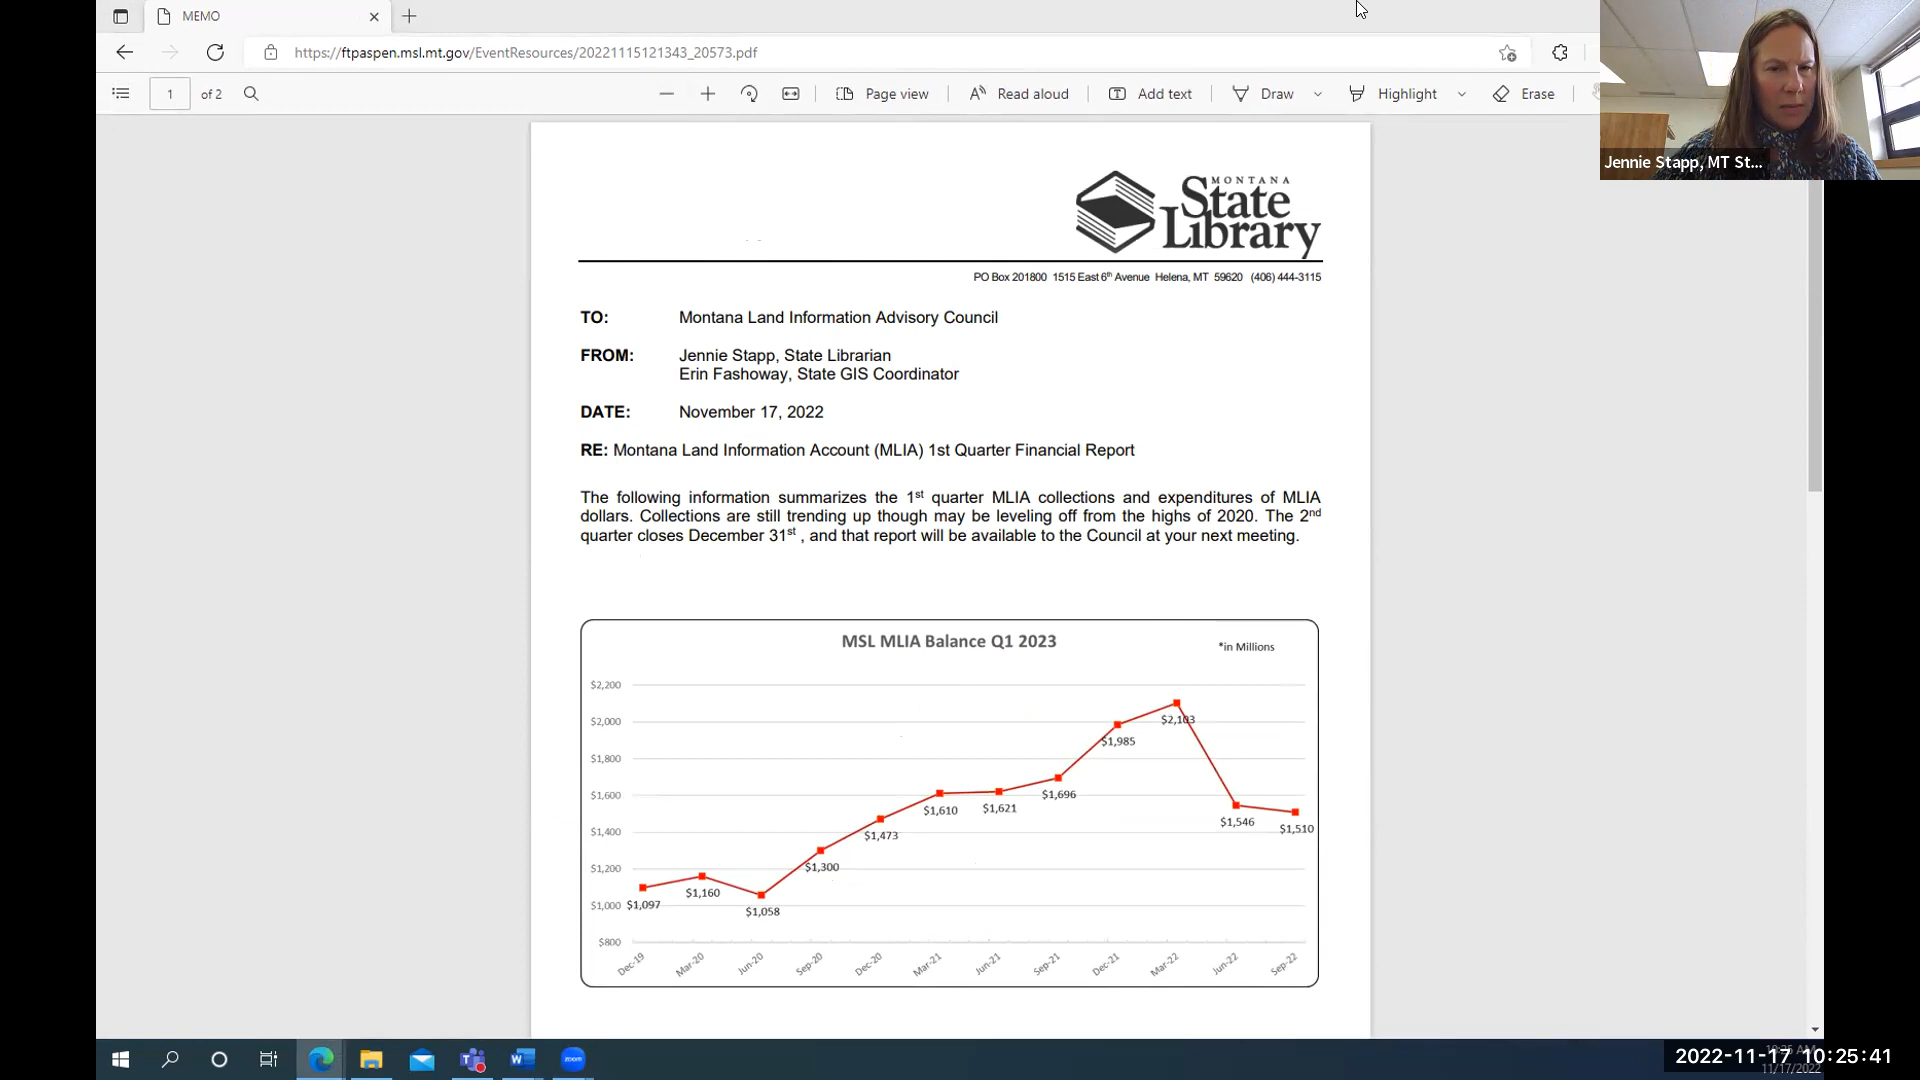 MEMO
https://ftpaspen.msl.mt.gov/EventResources/20221115121343_20573.pdf
1 of 2
Page view
Read aloud
Add text
Draw
Highlight
Erase
Jennie Stapp, MT St...
MONTANA
State
Library
PO Box 201800 1515 East 6th Avenue Helena, MT 59620 (406) 444-3115
TO: Montana Land Information Advisory Council
FROM: Jennie Stapp, State Librarian
Erin Fashoway, State GIS Coordinator
DATE: November 17, 2022
RE: Montana Land Information Account (MLIA) 1st Quarter Financial Report
The following information summarizes the 1st quarter MLIA collections and expenditures of MLIA
dollars. Collections are still trending up though may be leveling off from the highs of 2020. The 2nd
quarter closes December 31st , and that report will be available to the Council at your next meeting.
MSL MLIA Balance Q1 2023
*in Millions
$2,200
$2,000
$1,800
$1,600
$1,400
$1,200
$1,000
$800
$1,097
$1,160
$1,058
$1,300
$1,473
$1,610
$1,621
$1,696
$1,985
$2,103
$1,546
$1,510
Dec-19
Mar-20
Jun-20
Sep-20
Dec-20
Mar-21
Jun-21
Sep-21
Dec-21
Mar-22
Jun-22
Sep-22
zoom
2022-11-17 10:25:41
11/17/2022